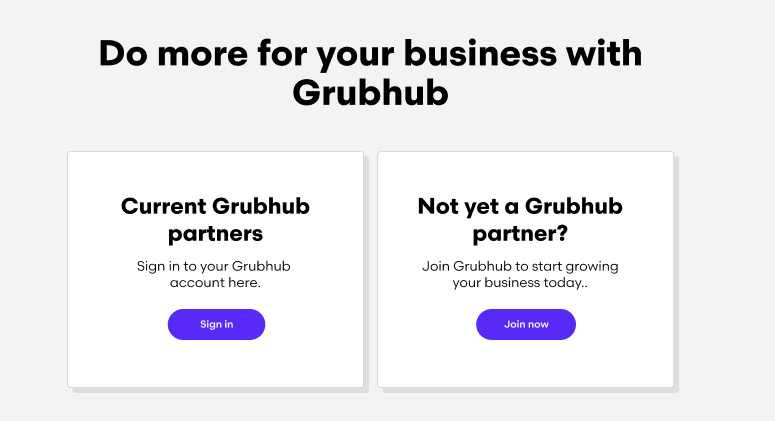 Do more for your business with
Grubhub
Current Grubhub
partners
Sign in to your Grubhub
account here.
Sign in
Not yet a Grubhub
partner?
Join Grubhub to start growing
your business today..
Join now